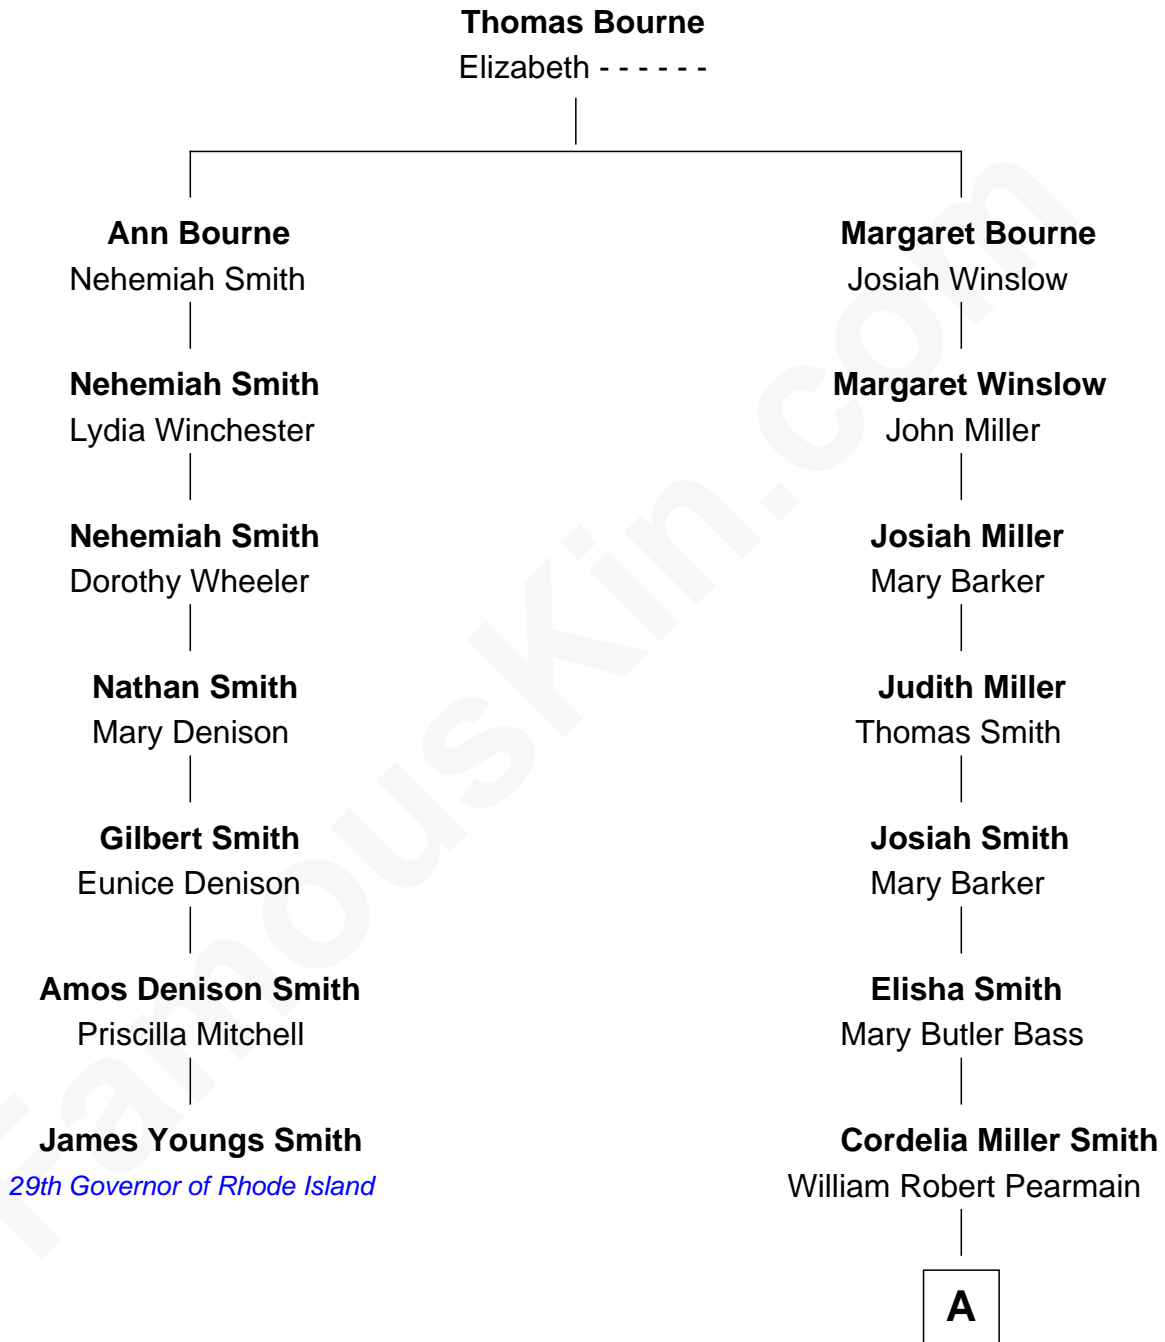 Thomas Bourne
Elizabeth - - - - - -
Ann Bourne
Nehemiah Smith
Margaret Bourne
Josiah Winslow
Nehemiah Smith
Lydia Winchester
Margaret Winslow
John Miller
Nehemiah Smith
Dorothy Wheeler
Josiah Miller
Mary Barker
Nathan Smith
Mary Denison
Judith Miller
Thomas Smith
Gilbert Smith
Eunice Denison
Josiah Smith
Mary Barker
Amos Denison Smith
Priscilla Mitchell
Elisha Smith
Mary Butler Bass
James Youngs Smith
29th Governor of Rhode Island
Cordelia Miller Smith
William Robert Pearmain
A
FamousKin.com